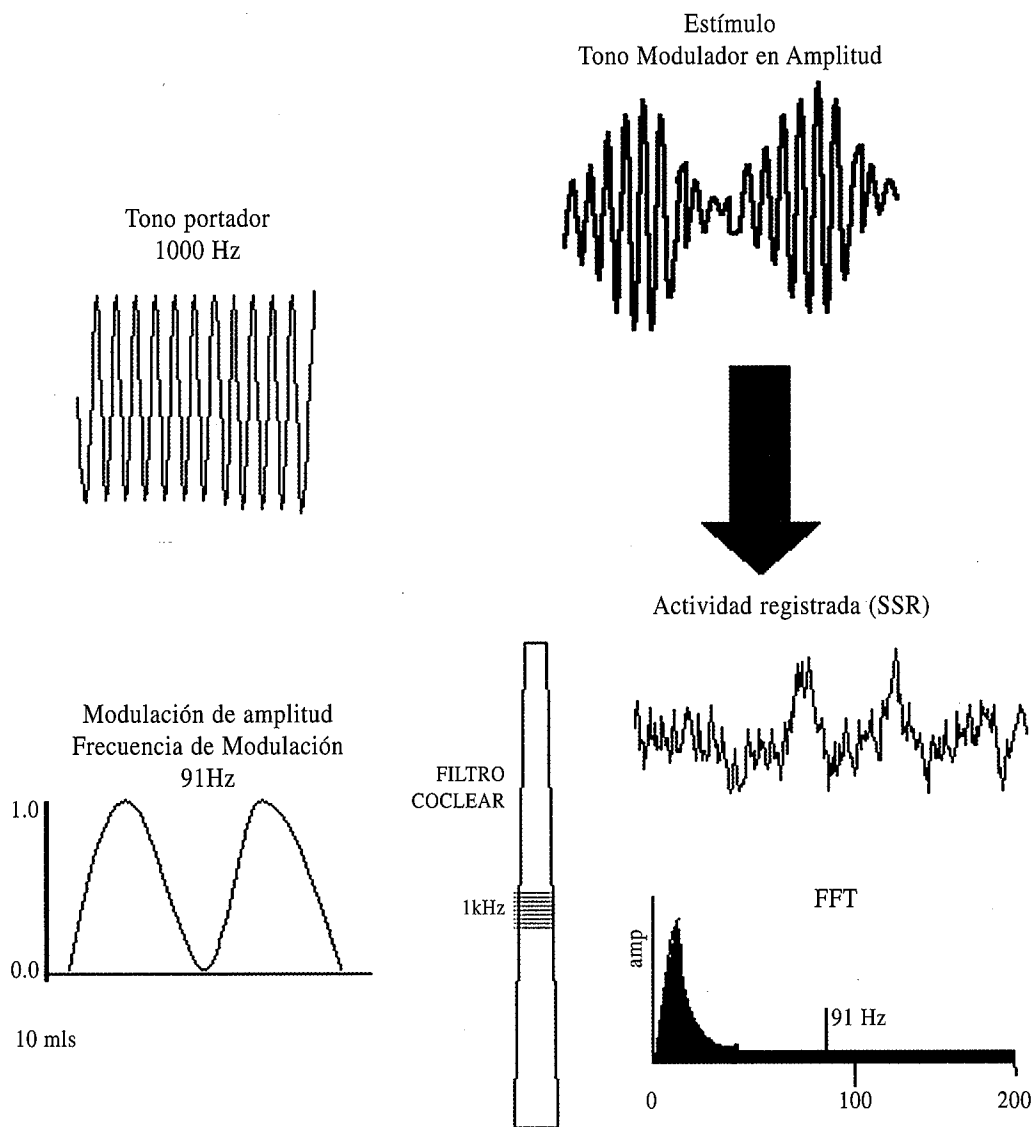 Estímulo
Tono Modulador en Amplitud
Tono portador
1000 Hz
Actividad registrada (SSR)
Modulación de amplitud
Frecuencia de Modulación
91Hz
1.0
0.0
10 mls
FILTRO
COCLEAR
1kHz
FFT
amp
91 Hz
0
100
200